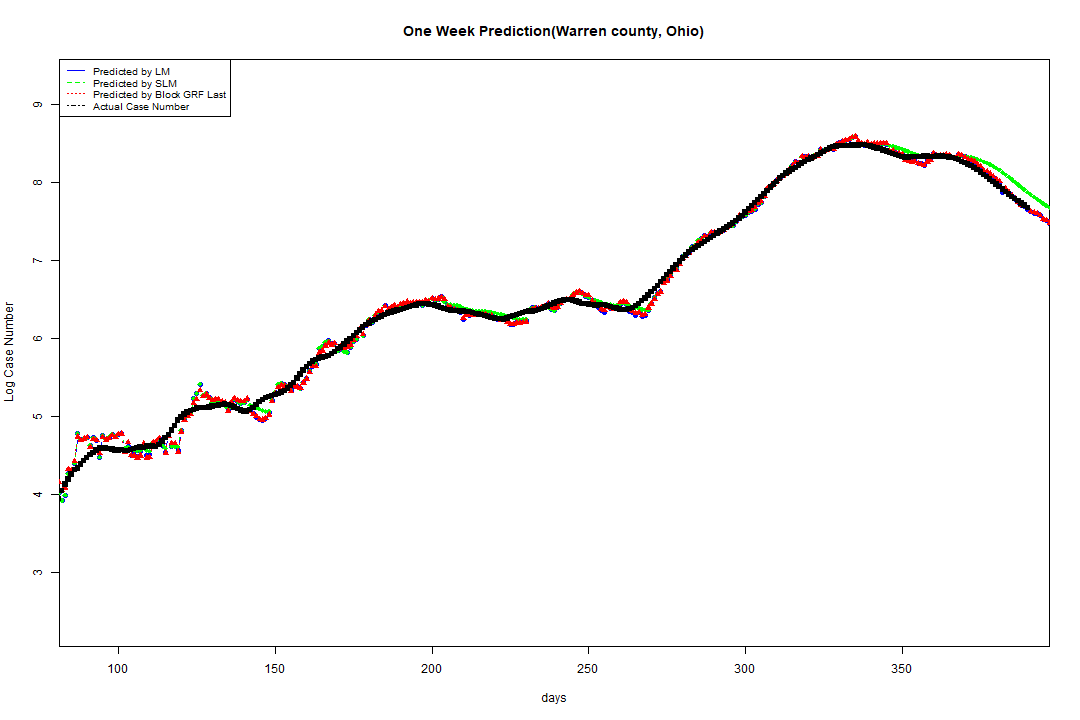 One Week Prediction(Warren county, Ohio)
Predicted by LM
Predicted by SLM
Predicted by Block GRF Last
Actual Case Number
9
8
7
6
5
4
3
Log Case Number
100 150 200 250 300 350
days